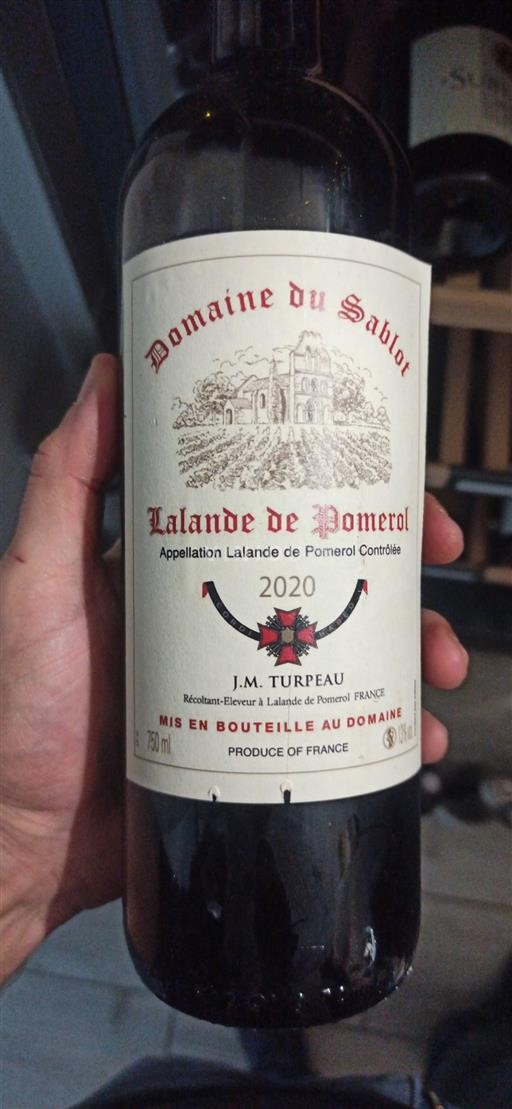 Domaine du Sablot
Lalande de Pomerol
Appellation Lalande de Pomerol Contrôlée
2020
J.M. TURPEAU
Récoltant-Eleveur à Lalande de Pomerol FRANCE
MIS EN BOUTEILLE AU DOMAINE
750 ml
PRODUCE OF FRANCE